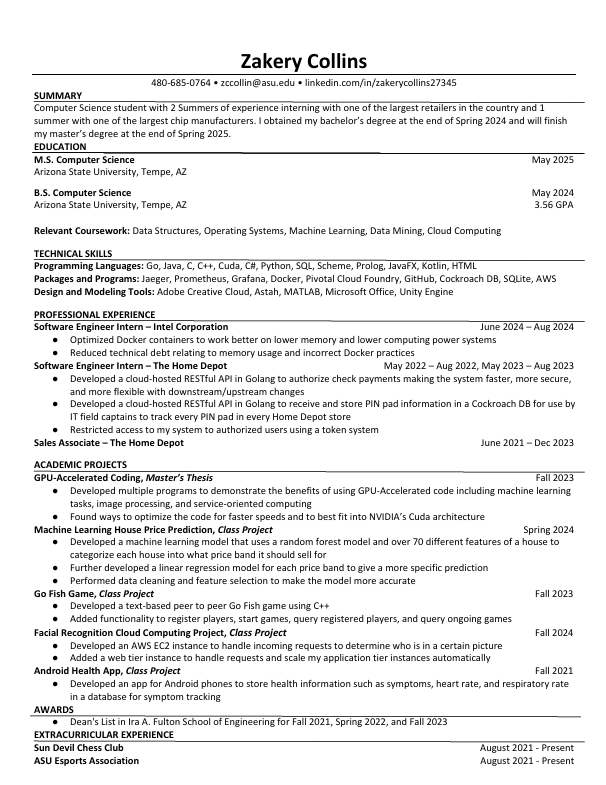 Zakery Collins
480-685-0764 • zccollin@asu.edu • linkedin.com/in/zakerycollins27345
SUMMARY
Computer Science student with 2 Summers of experience interning with one of the largest retailers in the country and 1
summer with one of the largest chip manufacturers. I obtained my bachelor's degree at the end of Spring 2024 and will finish
my master's degree at the end of Spring 2025.
EDUCATION
M.S. Computer Science May 2025
Arizona State University, Tempe, AZ
B.S. Computer Science May 2024
Arizona State University, Tempe, AZ 3.56 GPA
Relevant Coursework: Data Structures, Operating Systems, Machine Learning, Data Mining, Cloud Computing
TECHNICAL SKILLS
Programming Languages: Go, Java, C, C++, Cuda, C#, Python, SQL, Scheme, Prolog, JavaFX, Kotlin, HTML
Packages and Programs: Jaeger, Prometheus, Grafana, Docker, Pivotal Cloud Foundry, GitHub, Cockroach DB, SQLite, AWS
Design and Modeling Tools: Adobe Creative Cloud, Astah, MATLAB, Microsoft Office, Unity Engine
PROFESSIONAL EXPERIENCE
Software Engineer Intern – Intel Corporation June 2024 – Aug 2024
● Optimized Docker containers to work better on lower memory and lower computing power systems
● Reduced technical debt relating to memory usage and incorrect Docker practices
Software Engineer Intern – The Home Depot May 2022 – Aug 2022, May 2023 – Aug 2023
● Developed a cloud-hosted RESTful API in Golang to authorize check payments making the system faster, more secure,
and more flexible with downstream/upstream changes
● Developed a cloud-hosted RESTful API in Golang to receive and store PIN pad information in a Cockroach DB for use by
IT field captains to track every PIN pad in every Home Depot store
● Restricted access to my system to authorized users using a token system
Sales Associate – The Home Depot June 2021 – Dec 2023
ACADEMIC PROJECTS
GPU-Accelerated Coding, Master's Thesis Fall 2023
● Developed multiple programs to demonstrate the benefits of using GPU-Accelerated code including machine learning
tasks, image processing, and service-oriented computing
● Found ways to optimize the code for faster speeds and to best fit into NVIDIA's Cuda architecture
Machine Learning House Price Prediction, Class Project Spring 2024
● Developed a machine learning model that uses a random forest model and over 70 different features of a house to
categorize each house into what price band it should sell for
● Further developed a linear regression model for each price band to give a more specific prediction
● Performed data cleaning and feature selection to make the model more accurate
Go Fish Game, Class Project Fall 2023
● Developed a text-based peer to peer Go Fish game using C++
● Added functionality to register players, start games, query registered players, and query ongoing games
Facial Recognition Cloud Computing Project, Class Project Fall 2024
● Developed an AWS EC2 instance to handle incoming requests to determine who is in a certain picture
● Added a web tier instance to handle requests and scale my application tier instances automatically
Android Health App, Class Project Fall 2021
● Developed an app for Android phones to store health information such as symptoms, heart rate, and respiratory rate
in a database for symptom tracking
AWARDS
● Dean's List in Ira A. Fulton School of Engineering for Fall 2021, Spring 2022, and Fall 2023
EXTRACURRICULAR EXPERIENCE
Sun Devil Chess Club August 2021 - Present
ASU Esports Association August 2021 - Present